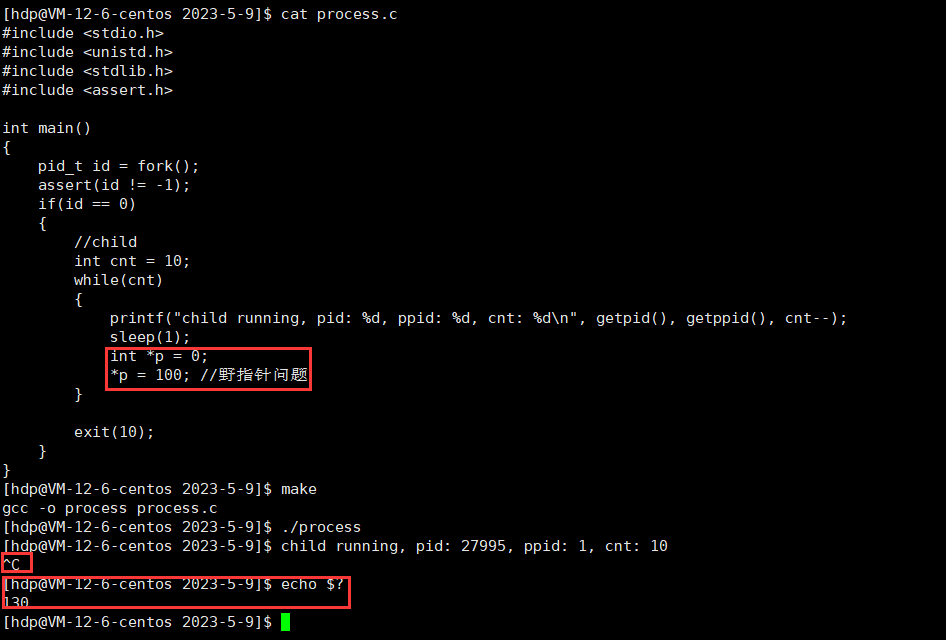 [hdp@VM-12-6-centos 2023-5-9]$ cat process.c
#include <stdio.h>
#include <unistd.h>
#include <stdlib.h>
#include <assert.h>

int main()
{
    pid_t id = fork();
    assert(id != -1);
    if(id == 0)
    {
        //child
        int cnt = 10;
        while(cnt)
        {
            printf("child running, pid: %d, ppid: %d, cnt: %d\n", getpid(), getppid(), cnt--);
            sleep(1);
            int *p = 0;
            *p = 100; //野指针问题
        }

        exit(10);
    }
}
[hdp@VM-12-6-centos 2023-5-9]$ make
gcc -o process process.c
[hdp@VM-12-6-centos 2023-5-9]$ ./process
[hdp@VM-12-6-centos 2023-5-9]$ child running, pid: 27995, ppid: 1, cnt: 10
^C
[hdp@VM-12-6-centos 2023-5-9]$ echo $?
130
[hdp@VM-12-6-centos 2023-5-9]$